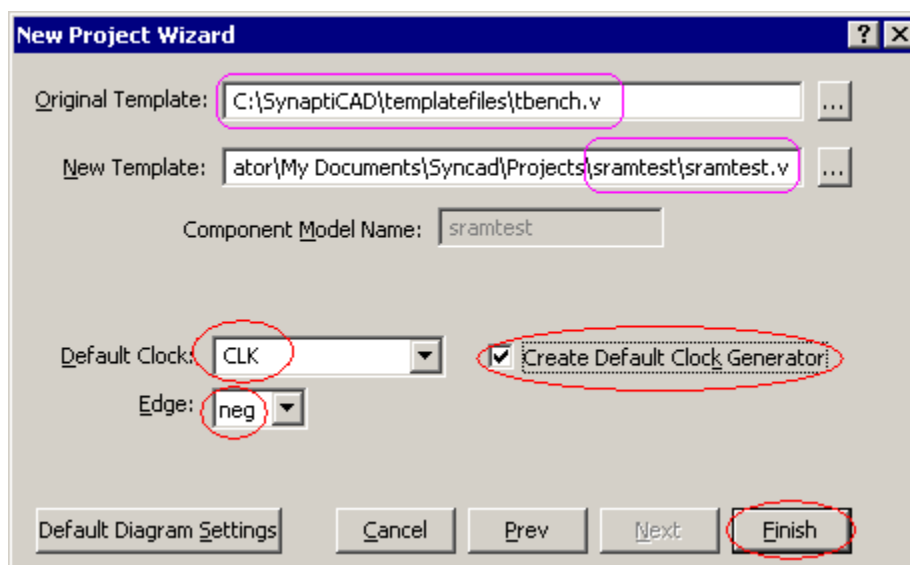 New Project Wizard
Original Template: C:\SynaptiCAD\templatefiles\tbench.v ...
New Template: ator\My Documents\Syncad\Projects\sramtest\sramtest.v ...
Component Model Name: sramtest
Default Clock: CLK Create Default Clock Generator
Edge: neg
Default Diagram Settings Cancel Prev Next Finish